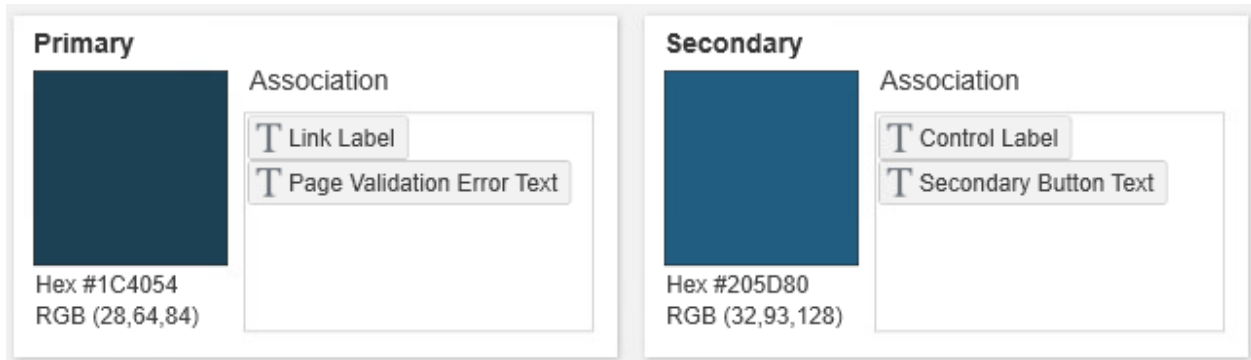 Primary
Association
T Link Label
T Page Validation Error Text
Hex #1C4054
RGB (28,64,84)
Secondary
Association
T Control Label
T Secondary Button Text
Hex #205D80
RGB (32,93,128)